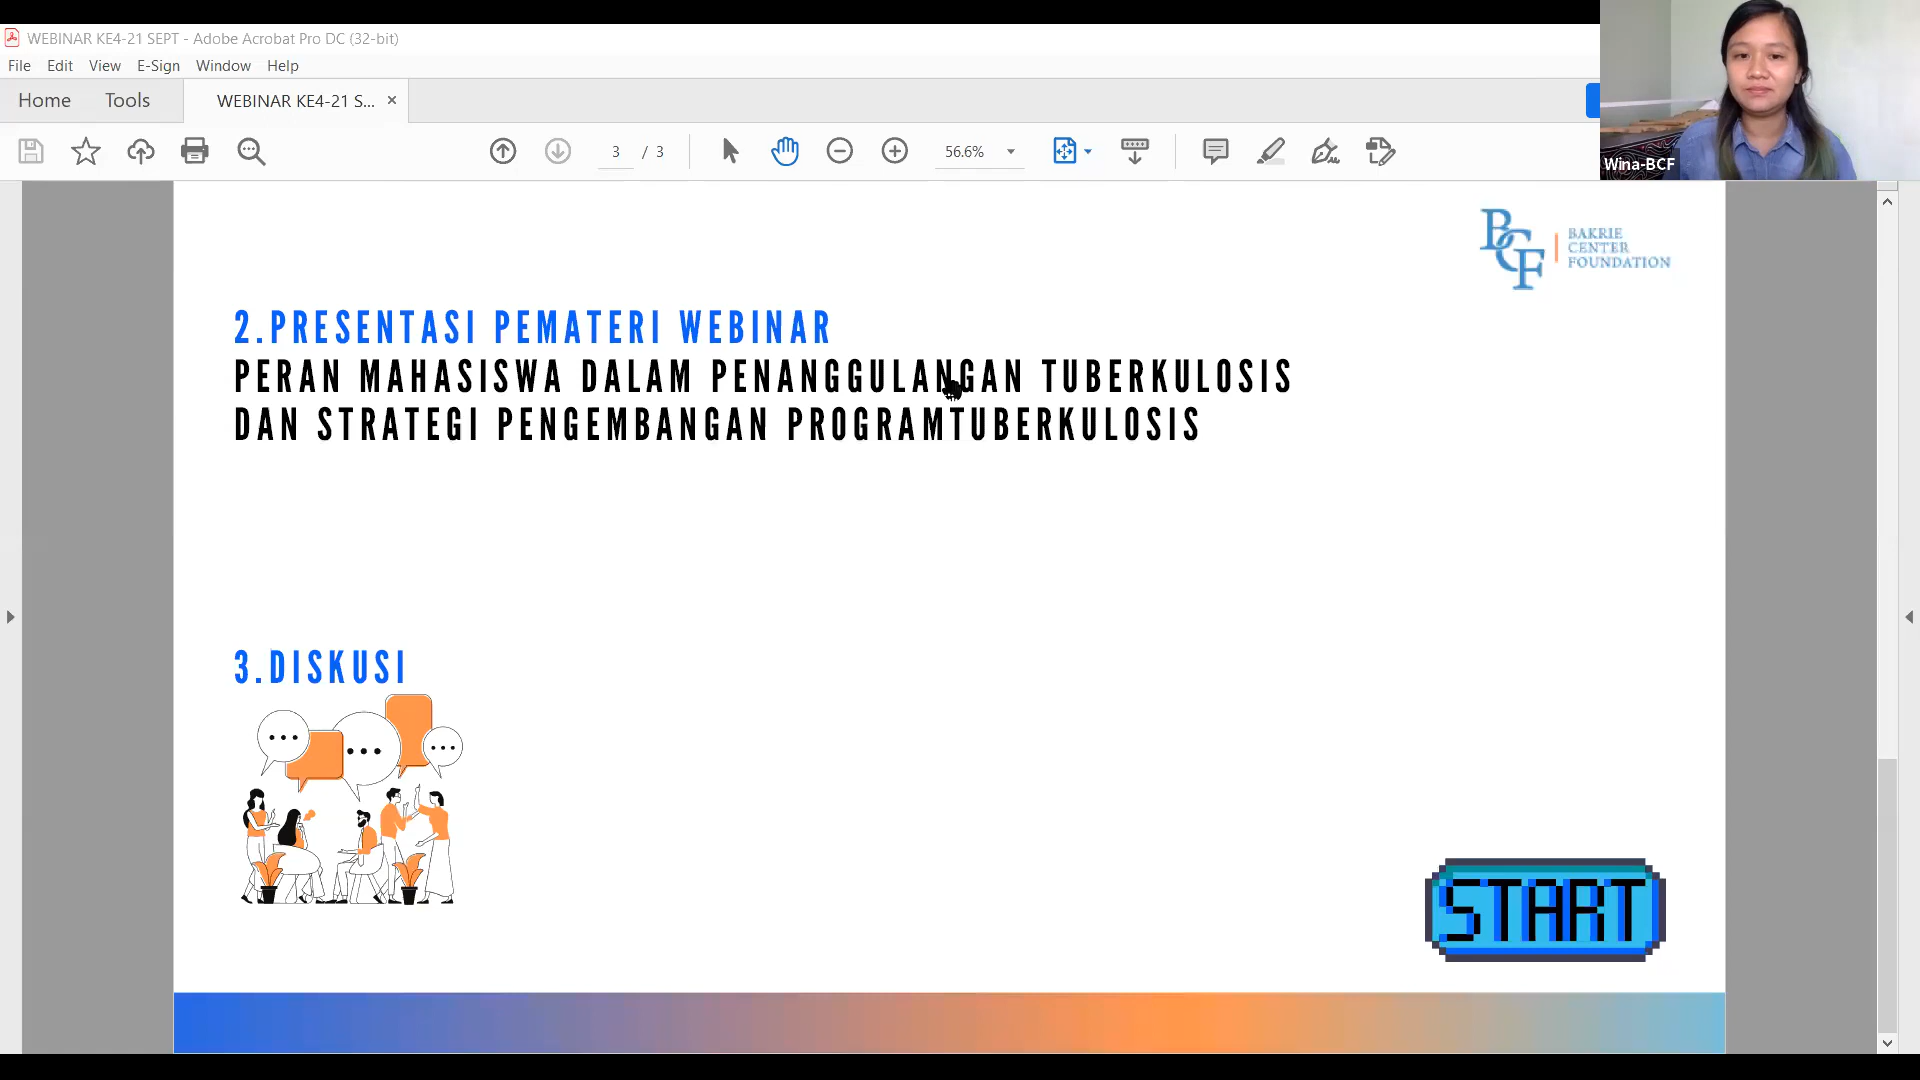 WEBINAR KE4-21 SEPT - Adobe Acrobat Pro DC (32-bit)
File Edit View E-Sign Window Help
Home Tools WEBINAR KE4-21 S... ×
3 / 3 56.6%
Wina-BCF
BCF BAKRIE
CENTER
FOUNDATION
2.PRESENTASI PEMATERI WEBINAR
PERAN MAHASISWA DALAM PENANGGULANGAN TUBERKULOSIS
DAN STRATEGI PENGEMBANGAN PROGRAMTUBERKULOSIS
3.DISKUSI
START